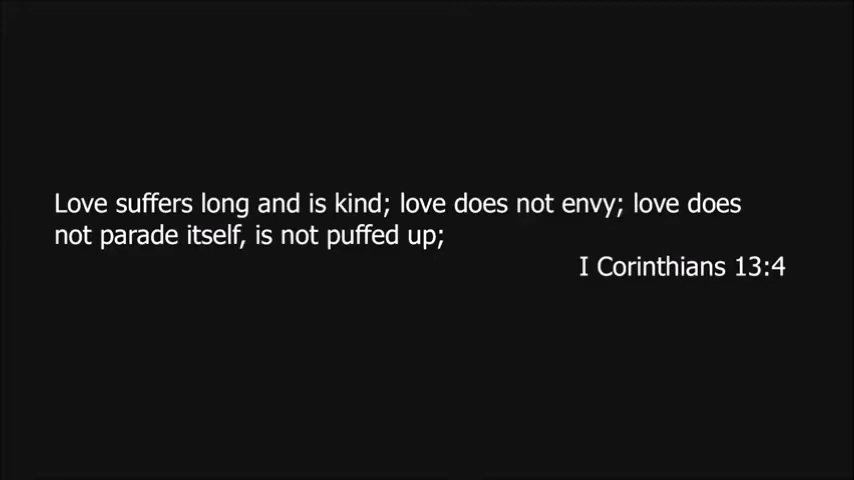 Love suffers long and is kind; love does not envy; love does
not parade itself, is not puffed up;
I Corinthians 13:4